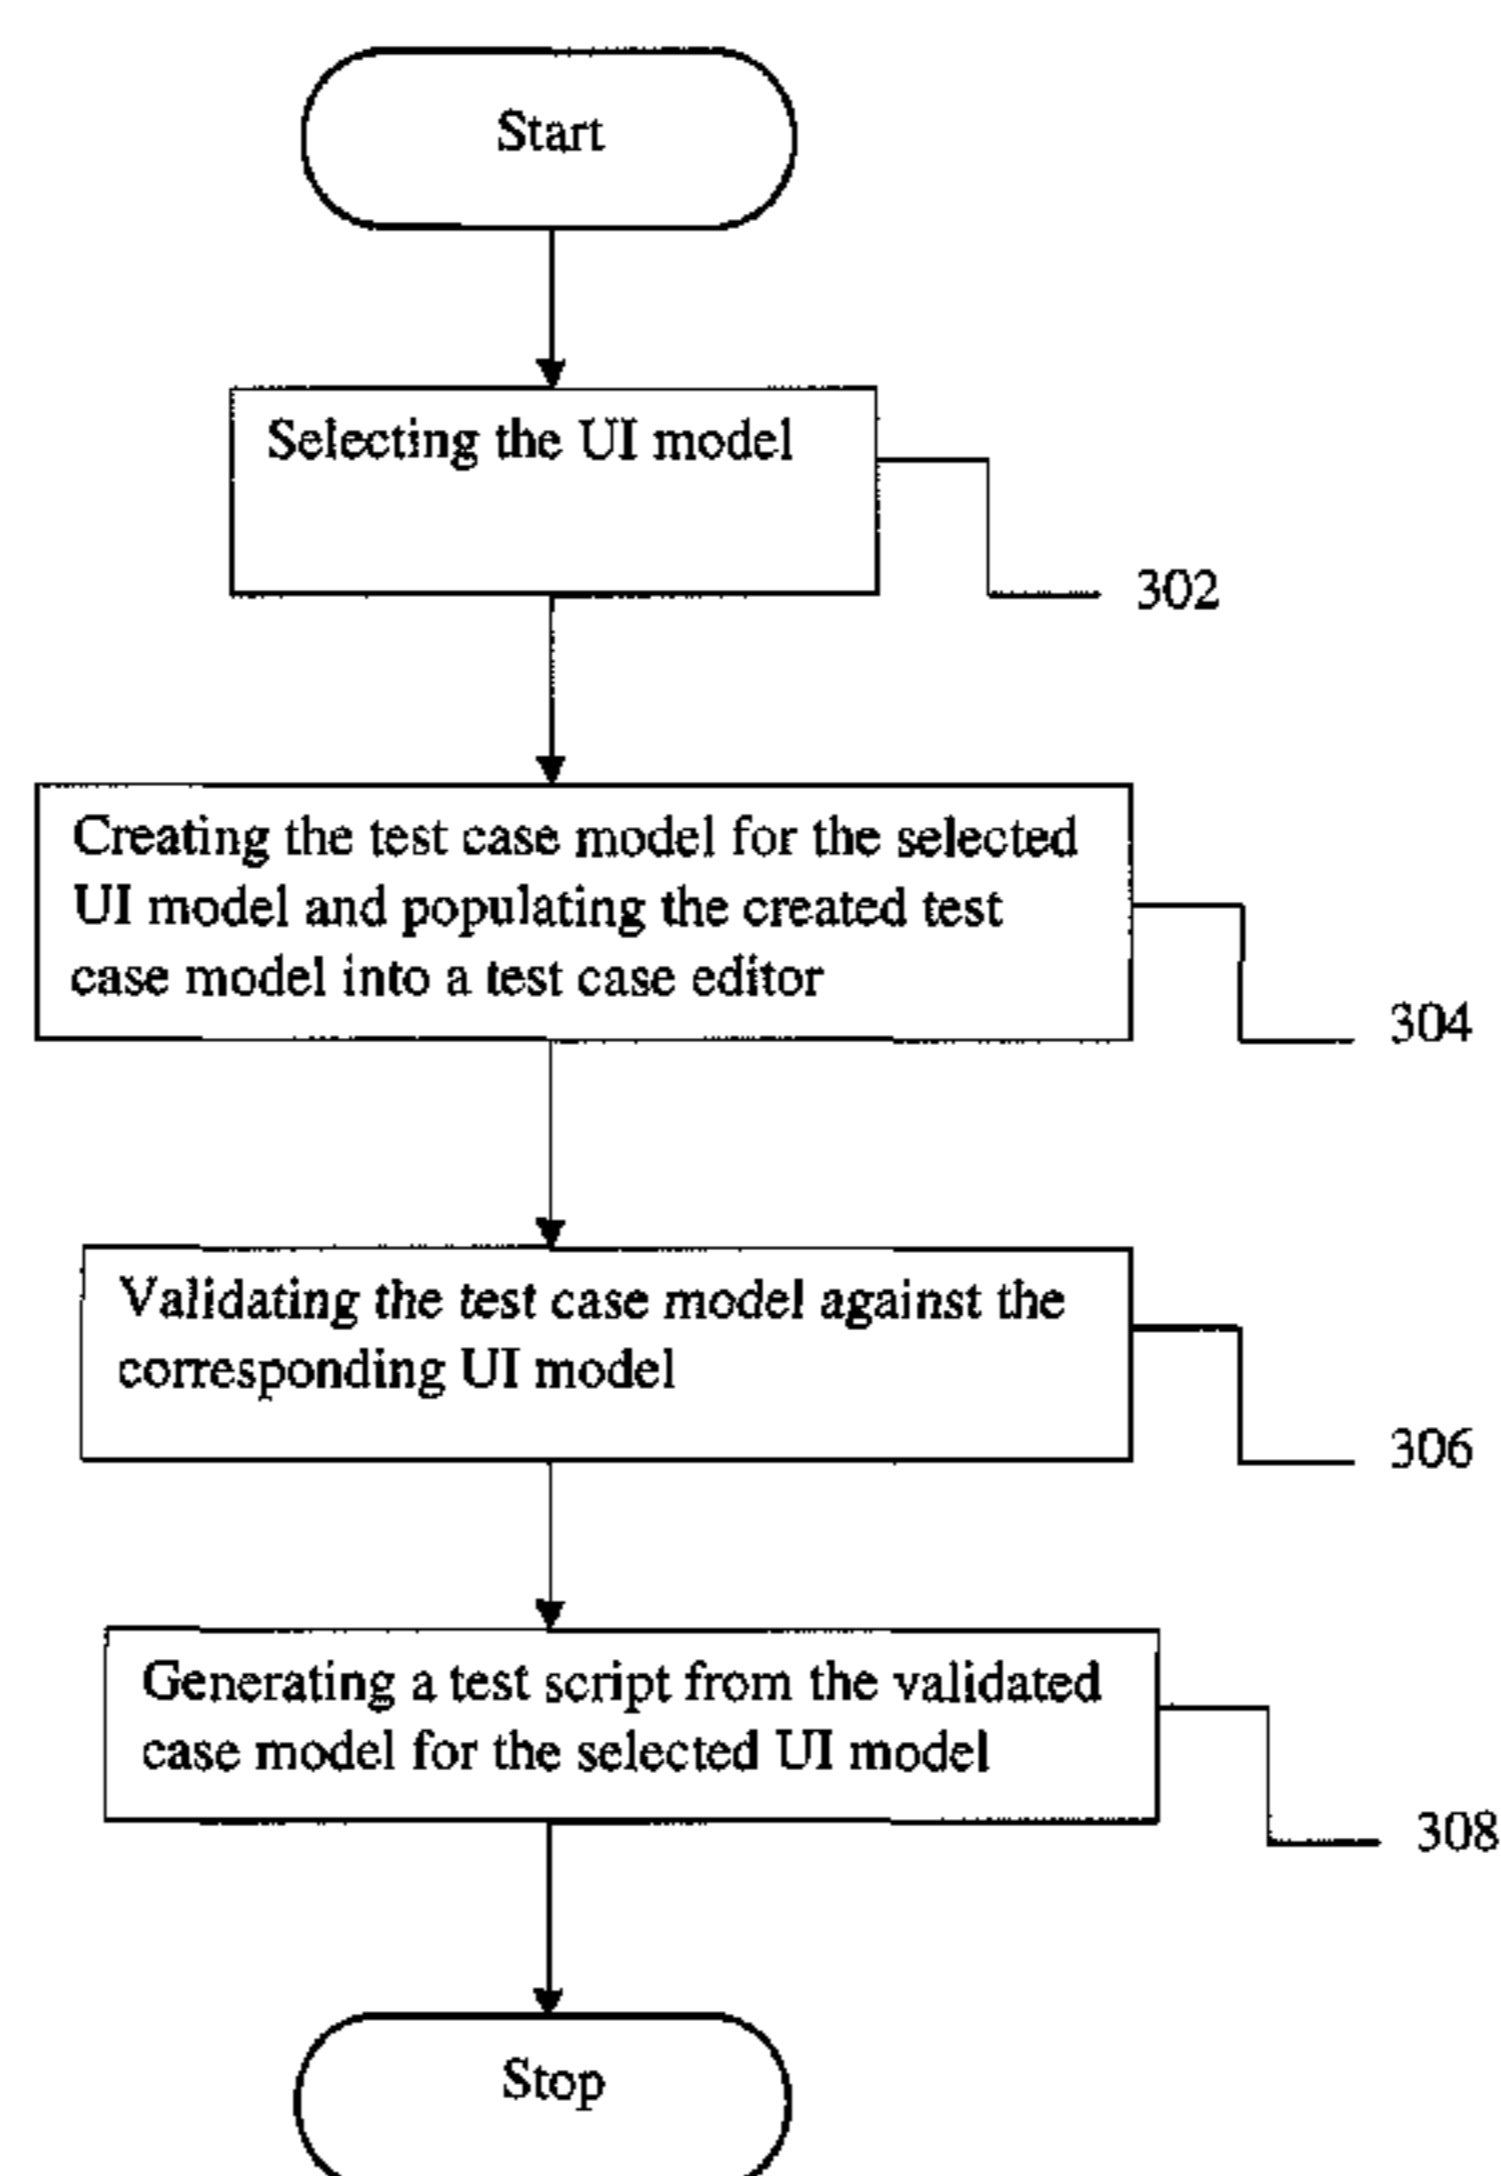 Start
Selecting the UI model
302
Creating the test case model for the selected
UI model and populating the created test
case model into a test case editor
304
Validating the test case model against the
corresponding UI model
306
Generating a test script from the validated
case model for the selected UI model
308
Stop